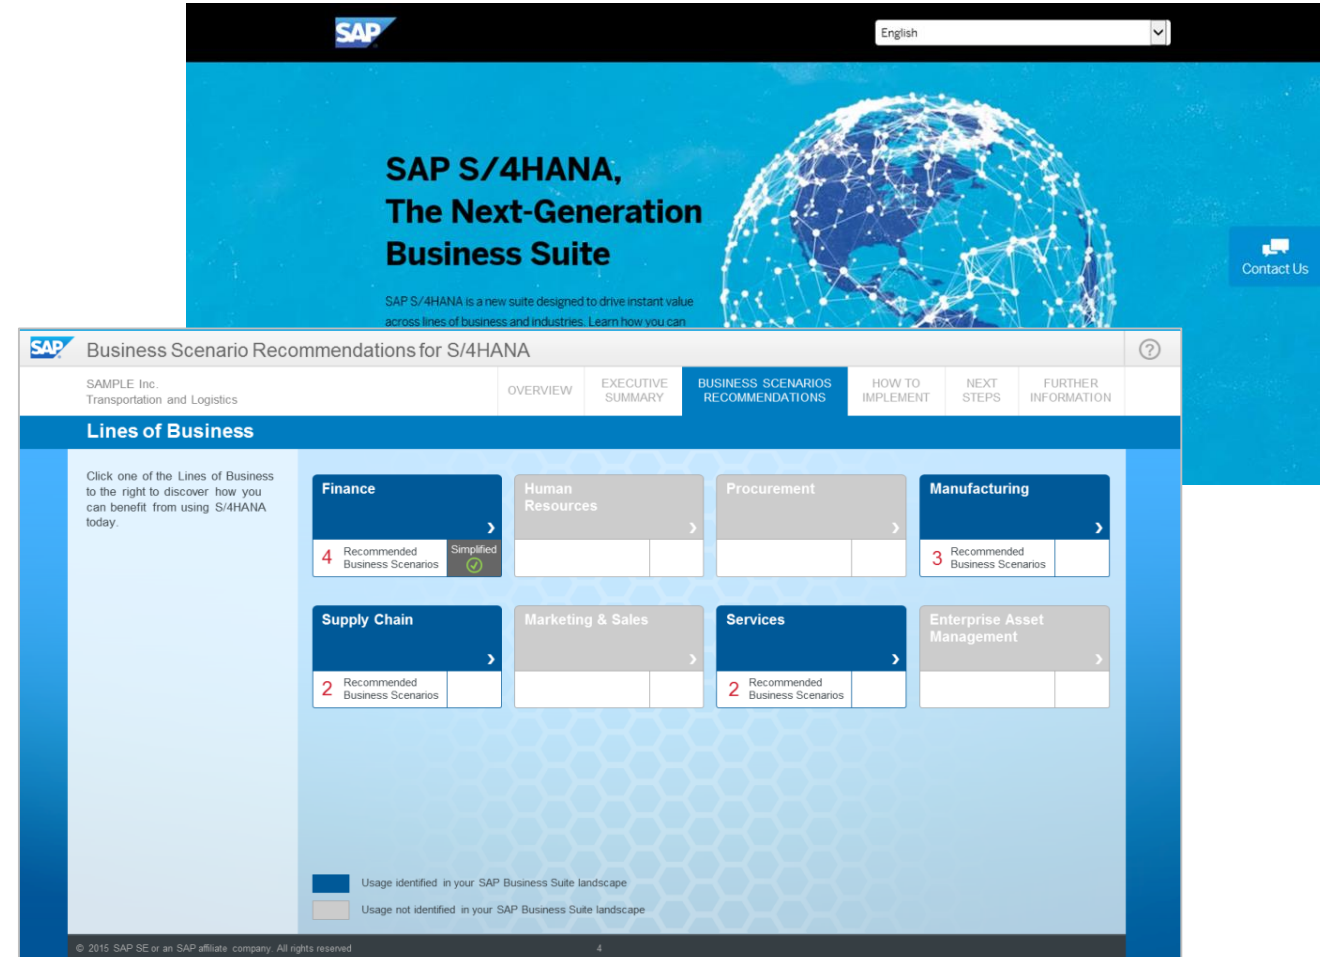 SAP
English
SAP S/4HANA,
The Next-Generation
Business Suite
SAP S/4HANA is a new suite designed to drive instant value
across lines of business and industries. Learn how you can
Contact Us
SAP
Business Scenario Recommendations for S/4HANA
?
SAMPLE Inc.
Transportation and Logistics
OVERVIEW
EXECUTIVE
SUMMARY
BUSINESS SCENARIOS
RECOMMENDATIONS
HOW TO
IMPLEMENT
NEXT
STEPS
FURTHER
INFORMATION
Lines of Business
Click one of the Lines of Business
to the right to discover how you
can benefit from using S/4HANA
today.
Finance
4 Recommended
Business Scenarios
Simplified
Human
Resources
Procurement
Manufacturing
3 Recommended
Business Scenarios
Supply Chain
2 Recommended
Business Scenarios
Marketing & Sales
Services
2 Recommended
Business Scenarios
Enterprise Asset
Management
Usage identified in your SAP Business Suite landscape
Usage not identified in your SAP Business Suite landscape
© 2015 SAP SE or an SAP affiliate company. All rights reserved
4